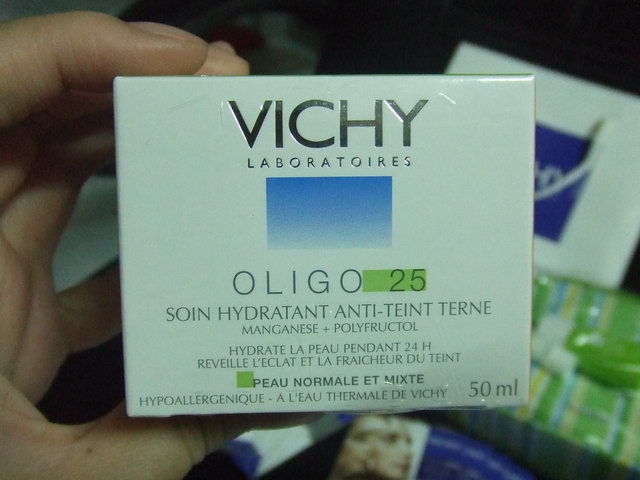 VICHY
LABORATOIRES
OLIGO 25
SOIN HYDRATANT ANTI-TEINT TERNE
MANGANESE + POLYFRUCTOL
HYDRATE LA PEAU PENDANT 24 H
REVEILLE L'ECLAT ET LA FRAICHEUR DU TEINT
PEAU NORMALE ET MIXTE
HYPOALLERGENIQUE - A L'EAU THERMALE DE VICHY
50 ml